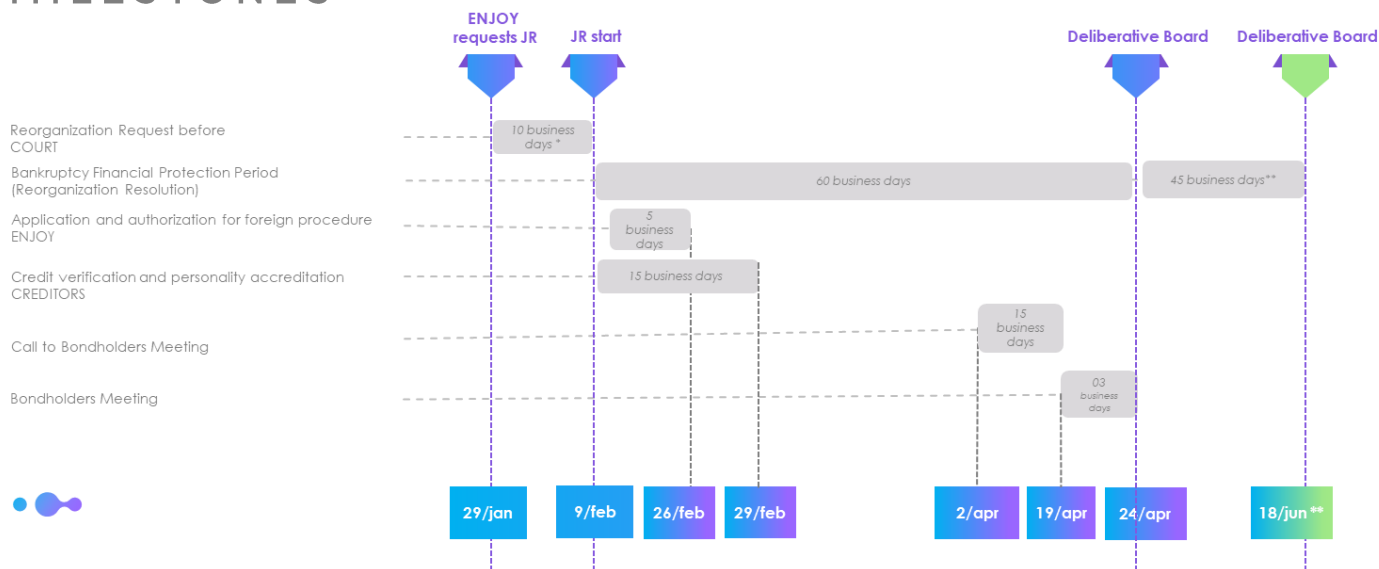 MILESTONES
ENJOY
requests JR
JR start
Deliberative Board
Deliberative Board
Reorganization Request before
COURT
10 business
days *
Bankruptcy Financial Protection Period
(Reorganization Resolution)
60 business days
45 business days**
Application and authorization for foreign procedure
ENJOY
5
business
days
Credit verification and personality accreditation
CREDITORS
15 business days
Call to Bondholders Meeting
15
business
days
Bondholders Meeting
03
business
days
29/jan
9/feb
26/feb
29/feb
2/apr
19/apr
24/apr
18/jun **